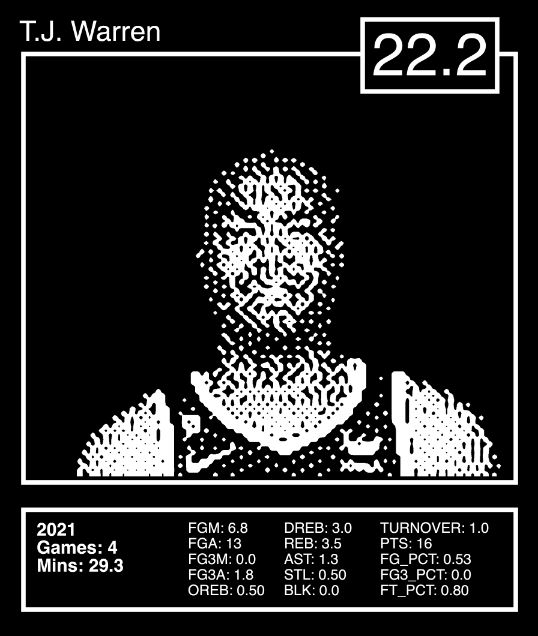 T.J. Warren
22.2
2021
Games: 4
Mins: 29.3
FGM: 6.8
FGA: 13
FG3M: 0.0
FG3A: 1.8
OREB: 0.50
DREB: 3.0
REB: 3.5
AST: 1.3
STL: 0.50
BLK: 0.0
TURNOVER: 1.0
PTS: 16
FG_PCT: 0.53
FG3_PCT: 0.0
FT_PCT: 0.80